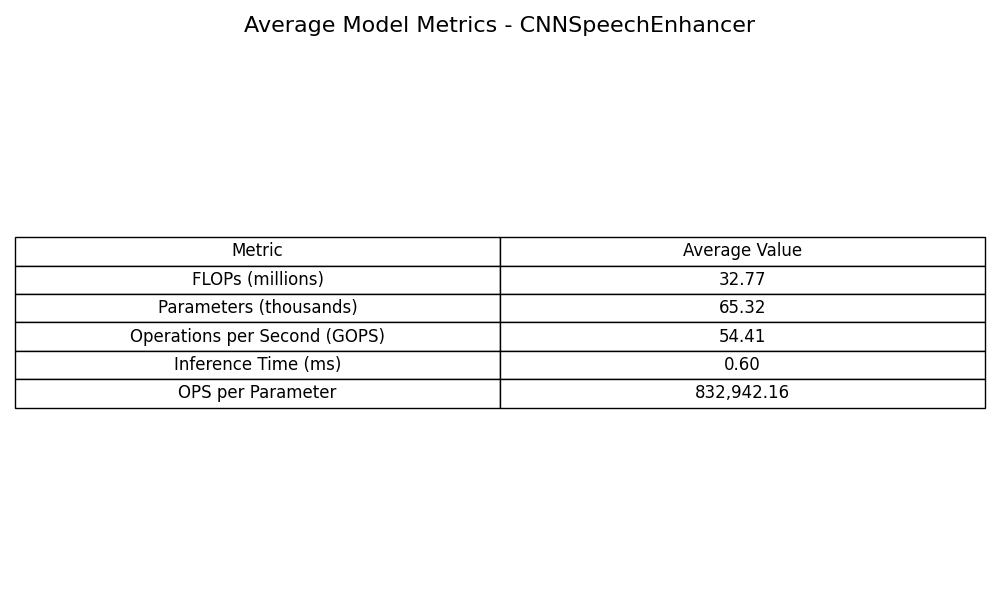 Average Model Metrics - CNNSpeechEnhancer
Metric Average Value
FLOPs (millions) 32.77
Parameters (thousands) 65.32
Operations per Second (GOPS) 54.41
Inference Time (ms) 0.60
OPS per Parameter 832,942.16